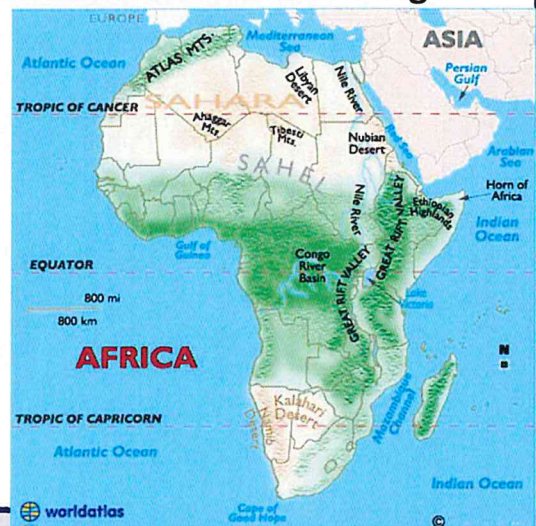 EUROPE
ASIA
Mediterranean
Sea
Atlantic Ocean
ATLAS MTS.
Persian
Gulf
Libyan
Desert
Nile River
TROPIC OF CANCER
SAHARA
Ahaggar
Mts.
Tibesti
Mts.
Nubian
Desert
Red Sea
Arabian
Sea
SAHEL
Horn of
Africa
Nile River
GREAT RIFT VALLEY
Ethiopian
Highlands
Indian
Ocean
Gulf of
Guinea
EQUATOR
Congo
River
Basin
GREAT RIFT VALLEY
Lake
Victoria
800 mi
800 km
AFRICA
N
TROPIC OF CAPRICORN
Namib
Desert
Kalahari
Desert
Mozambique
Channel
Atlantic Ocean
Indian Ocean
worldatlas
Cape of
Good Hope
©